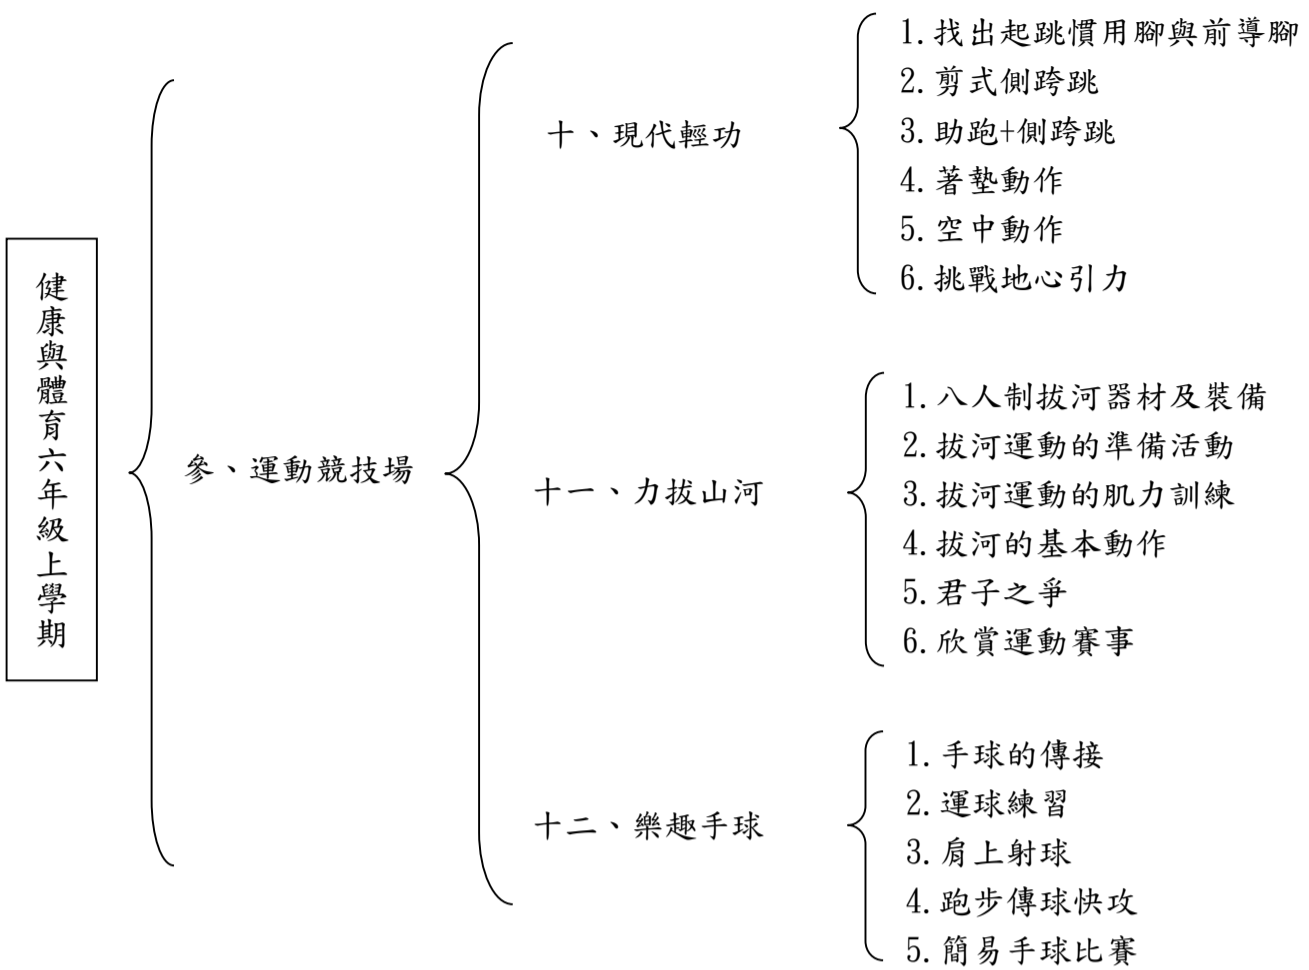 健康與體育六年級上學期
參、運動競技場
十、現代輕功
1.找出起跳慣用腳與前導腳
2.剪式側跨跳
3.助跑+側跨跳
4.著墊動作
5.空中動作
6.挑戰地心引力
十一、力拔山河
1.八人制拔河器材及裝備
2.拔河運動的準備活動
3.拔河運動的肌力訓練
4.拔河的基本動作
5.君子之爭
6.欣賞運動賽事
十二、樂趣手球
1.手球的傳接
2.運球練習
3.肩上射球
4.跑步傳球快攻
5.簡易手球比賽